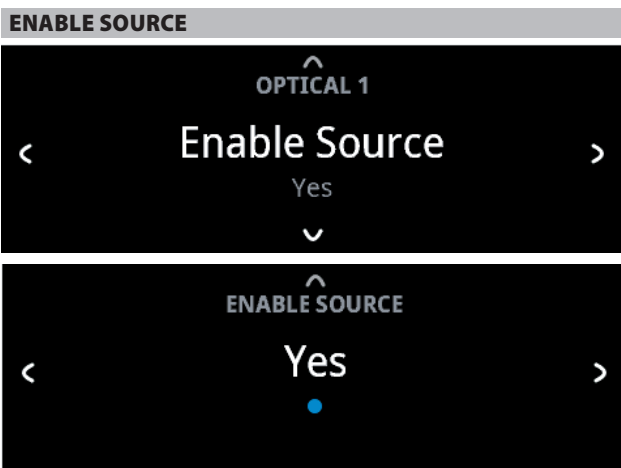 ENABLE SOURCE
OPTICAL 1
Enable Source
Yes
ENABLE SOURCE
Yes